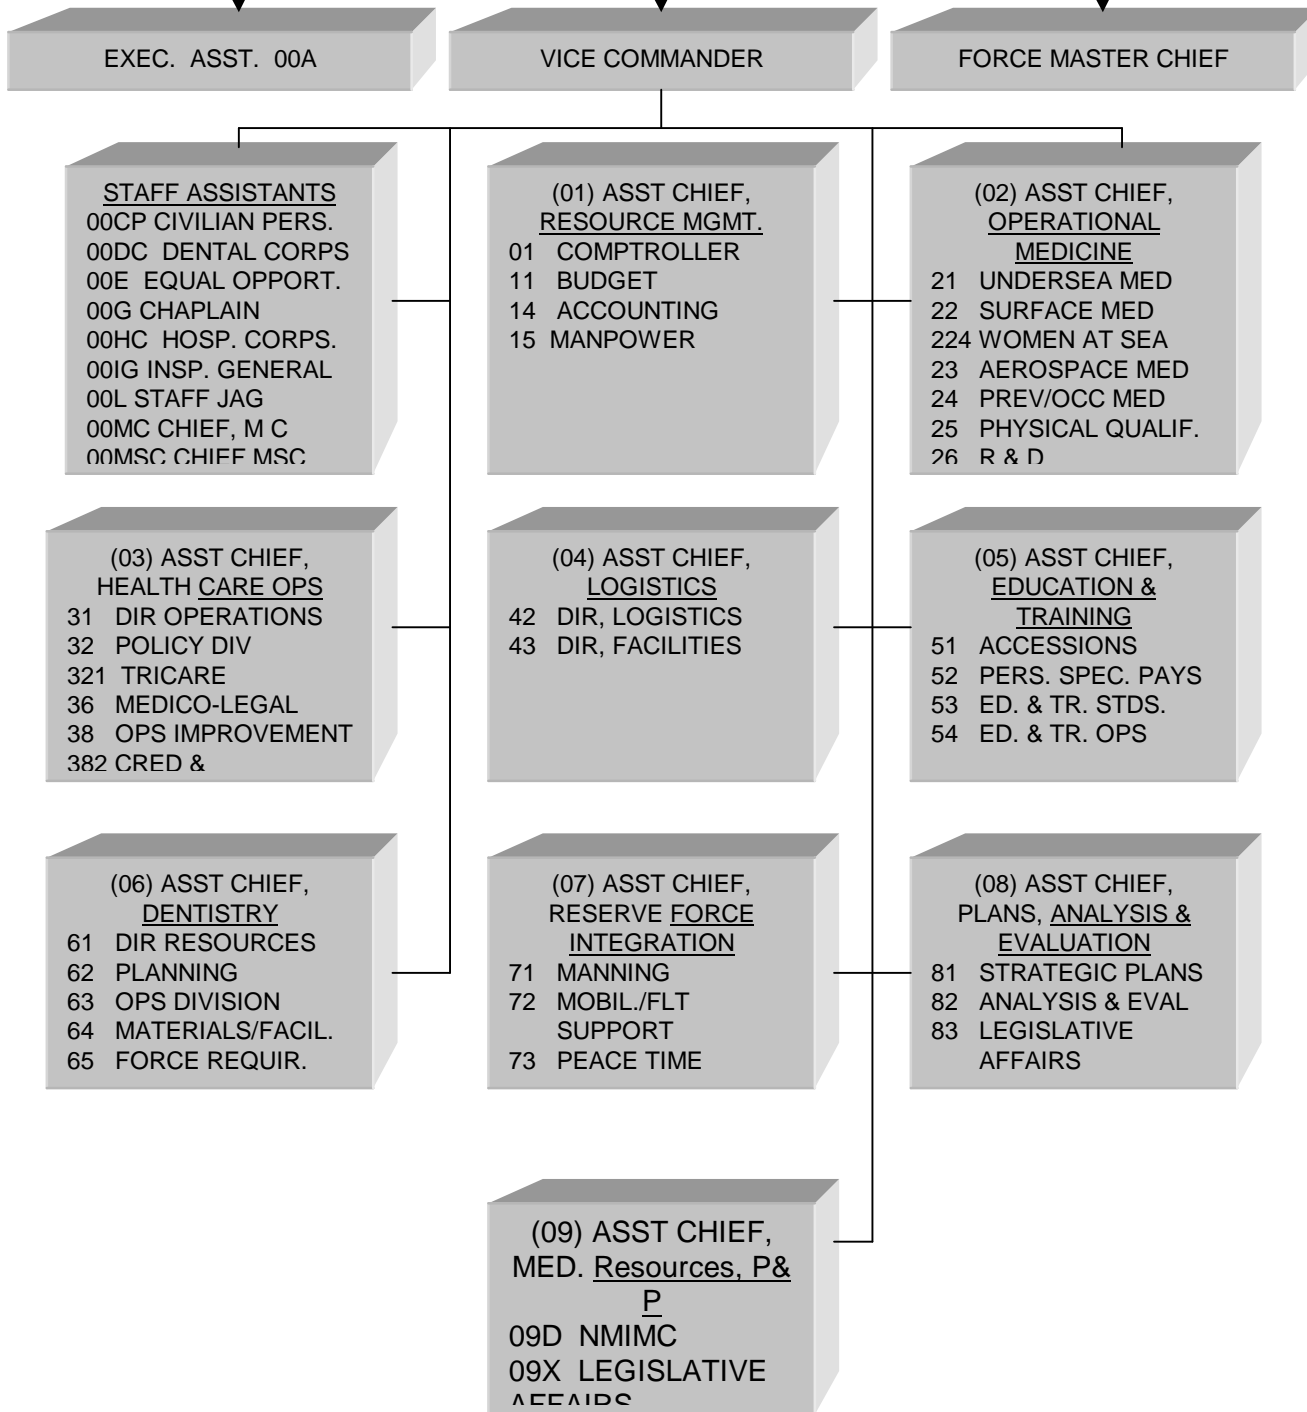 EXEC. ASST. 00A
VICE COMMANDER
FORCE MASTER CHIEF
STAFF ASSISTANTS
00CP CIVILIAN PERS.
00DC DENTAL CORPS
00E EQUAL OPPORT.
00G CHAPLAIN
00HC HOSP. CORPS.
00IG INSP. GENERAL
00L STAFF JAG
00MC CHIEF, M C
00MSC CHIEF MSC
(01) ASST CHIEF,
RESOURCE MGMT.
01 COMPTROLLER
11 BUDGET
14 ACCOUNTING
15 MANPOWER
(02) ASST CHIEF,
OPERATIONAL
MEDICINE
21 UNDERSEA MED
22 SURFACE MED
224 WOMEN AT SEA
23 AEROSPACE MED
24 PREV/OCC MED
25 PHYSICAL QUALIF.
26 R & D
(03) ASST CHIEF,
HEALTH CARE OPS
31 DIR OPERATIONS
32 POLICY DIV
321 TRICARE
36 MEDICO-LEGAL
38 OPS IMPROVEMENT
382 CRED &
(04) ASST CHIEF,
LOGISTICS
42 DIR, LOGISTICS
43 DIR, FACILITIES
(05) ASST CHIEF,
EDUCATION &
TRAINING
51 ACCESSIONS
52 PERS. SPEC. PAYS
53 ED. & TR. STDS.
54 ED. & TR. OPS
(06) ASST CHIEF,
DENTISTRY
61 DIR RESOURCES
62 PLANNING
63 OPS DIVISION
64 MATERIALS/FACIL.
65 FORCE REQUIR.
(07) ASST CHIEF,
RESERVE FORCE
INTEGRATION
71 MANNING
72 MOBIL./FLT
SUPPORT
73 PEACE TIME
(08) ASST CHIEF,
PLANS, ANALYSIS &
EVALUATION
81 STRATEGIC PLANS
82 ANALYSIS & EVAL
83 LEGISLATIVE
AFFAIRS
(09) ASST CHIEF,
MED. Resources, P&
P
09D NMIMC
09X LEGISLATIVE
AFFAIRS